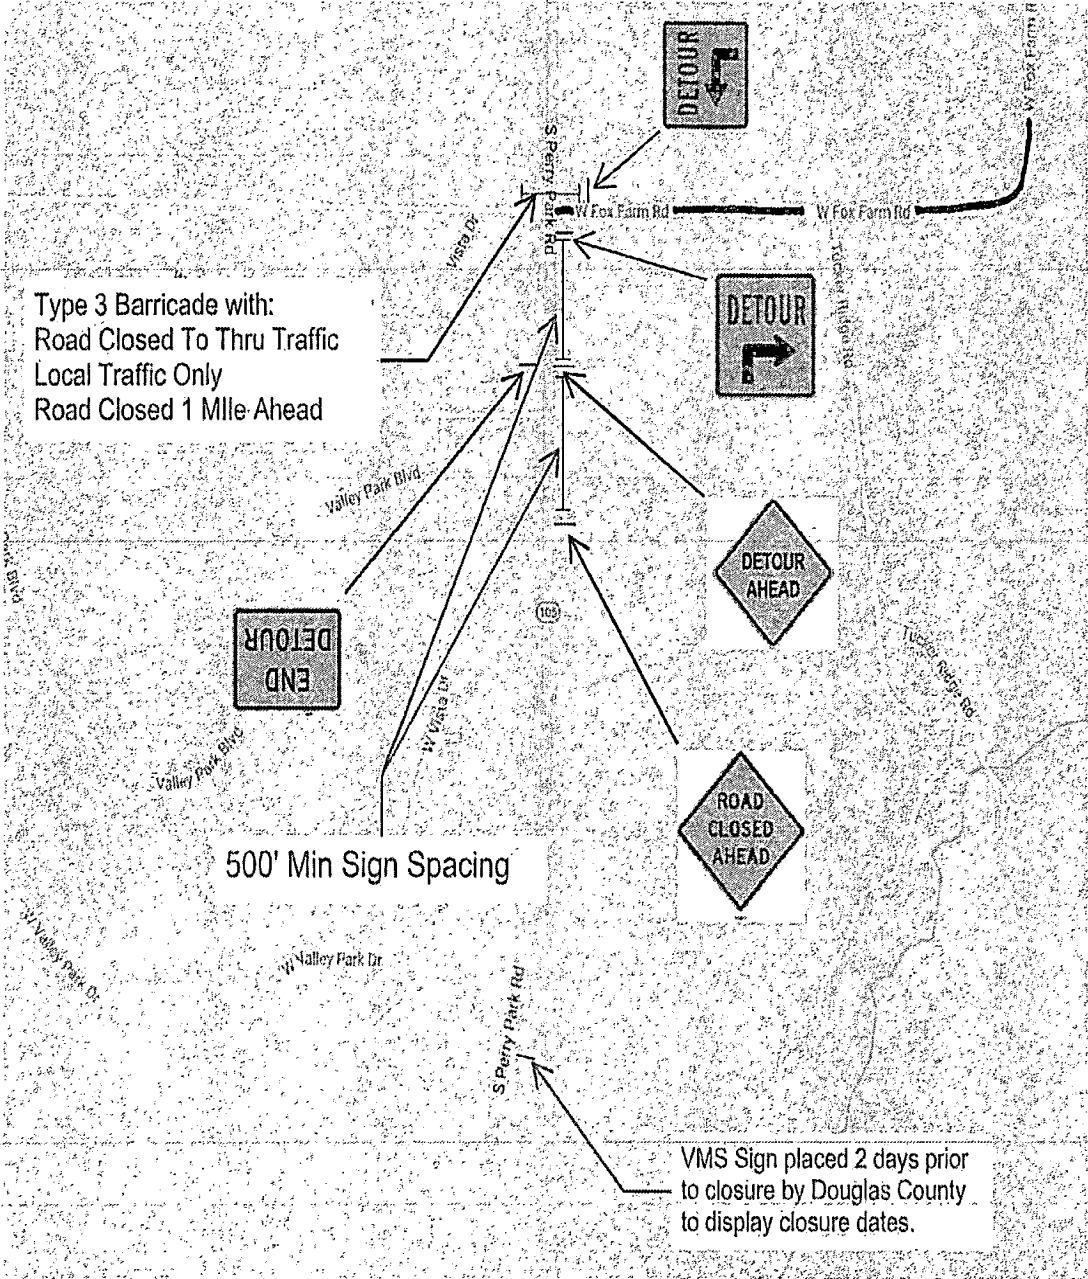 DETOUR
W Fox Farm R
S Perry Park Rd
W Fox Farm Rd
W Fox Farm Rd
Vista Dr
Tucker Ridge Rd
Type 3 Barricade with:
Road Closed To Thru Traffic
Local Traffic Only
Road Closed 1 MIle Ahead
DETOUR
Valley Park Blvd
DETOUR
AHEAD
Blvd
105
END
DETOUR
Tucker Ridge Rd
W Vista Dr
Valley Park Blvd
ROAD
CLOSED
AHEAD
500' Min Sign Spacing
W Valley Park Dr
W Valley Park Dr
S Perry Park Rd
VMS Sign placed 2 days prior
to closure by Douglas County
to display closure dates.